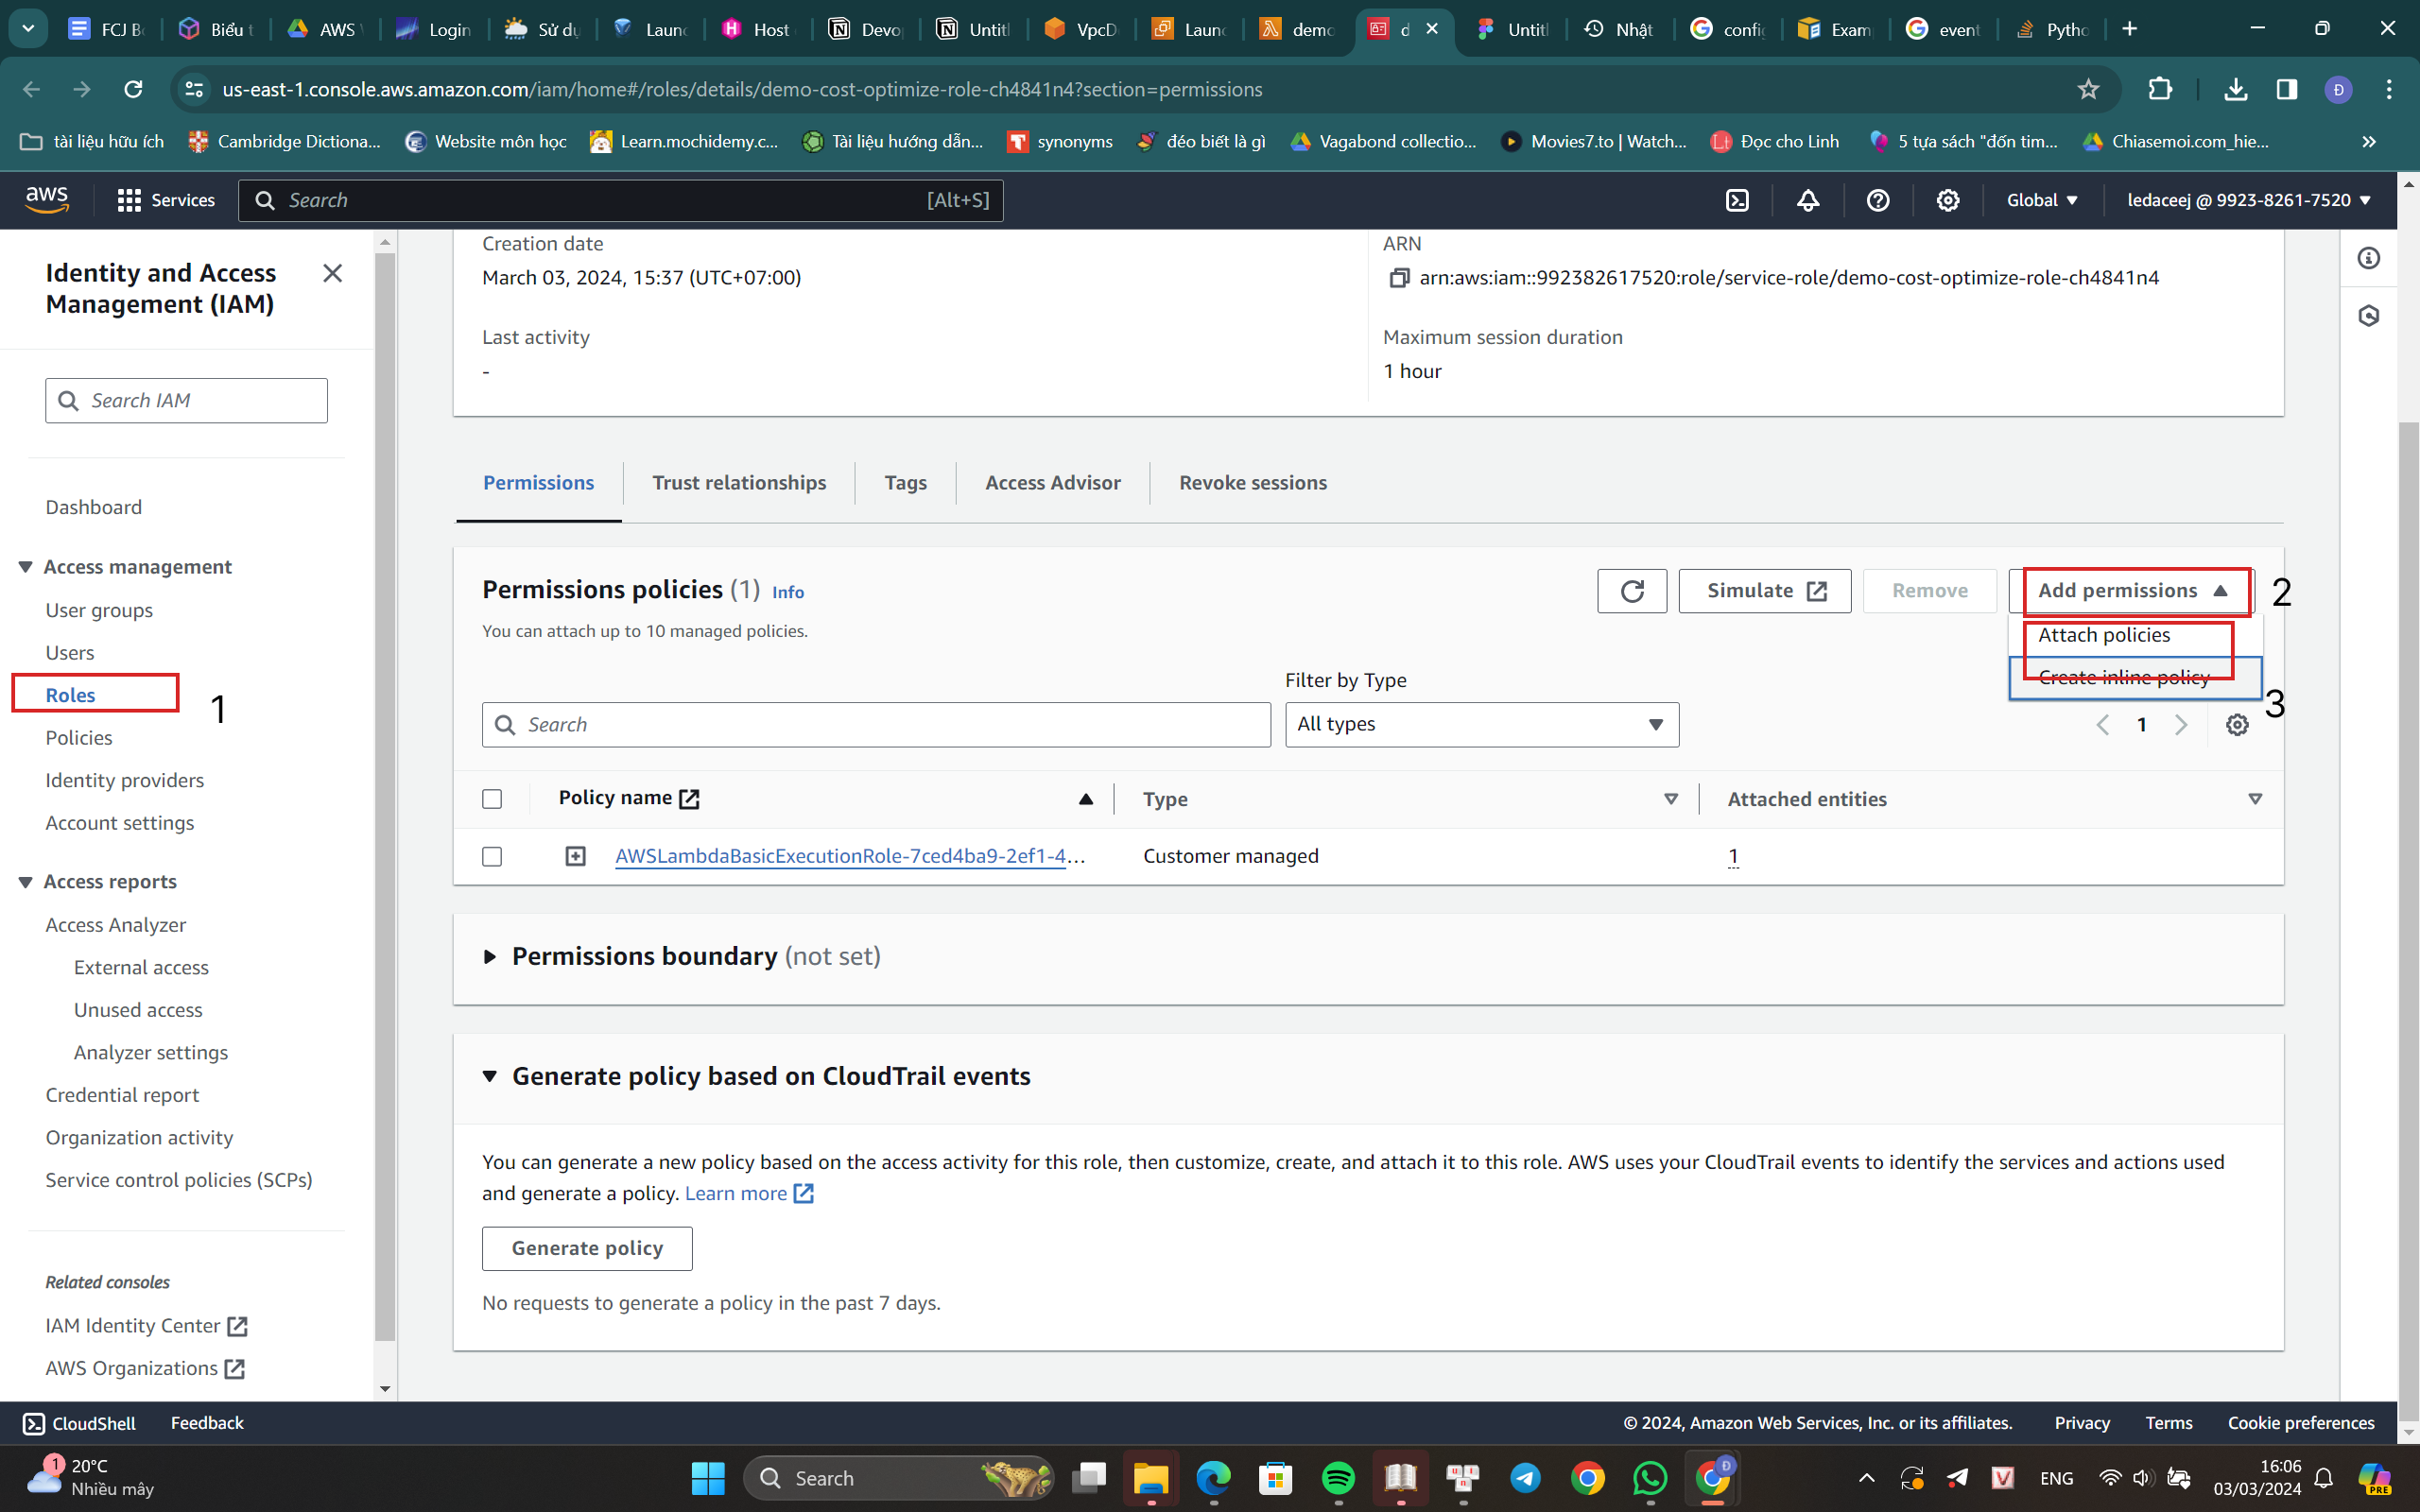 FCJ B
Biểu t
AWS
Login
Sử dụ
Laun
Host
Devo
Untit
VpcD
Laun
demo
d
Untit
Nhật
config
Exam
event
Pytho
us-east-1.console.aws.amazon.com/iam/home#/roles/details/demo-cost-optimize-role-ch4841n4?section=permissions
Đ
tài liệu hữu ích
Cambridge Dictiona...
Website môn học
Learn.mochidemy.c...
Tài liệu hướng dẫn...
synonyms
đéo biết là gì
Vagabond collectio...
Movies7.to | Watch...
Đọc cho Linh
5 tựa sách "đốn tim...
Chiasemoi.com_hie...
aws
Services
Search
[Alt+S]
Global
ledaceej @ 9923-8261-7520
Identity and Access
Management (IAM)
Search IAM
Dashboard
Access management
User groups
Users
Roles
1
Policies
Identity providers
Account settings
Access reports
Access Analyzer
External access
Unused access
Analyzer settings
Credential report
Organization activity
Service control policies (SCPs)
Related consoles
IAM Identity Center
AWS Organizations
Creation date
March 03, 2024, 15:37 (UTC+07:00)
ARN
arn:aws:iam::992382617520:role/service-role/demo-cost-optimize-role-ch4841n4
Last activity
-
Maximum session duration
1 hour
Permissions
Trust relationships
Tags
Access Advisor
Revoke sessions
Permissions policies (1) Info
You can attach up to 10 managed policies.
Simulate
Remove
Add permissions
2
Attach policies
Create inline policy
3
Filter by Type
Search
All types
1
Policy name
Type
Attached entities
AWSLambdaBasicExecutionRole-7ced4ba9-2ef1-4...
Customer managed
1
Permissions boundary (not set)
Generate policy based on CloudTrail events
You can generate a new policy based on the access activity for this role, then customize, create, and attach it to this role. AWS uses your CloudTrail events to identify the services and actions used
and generate a policy. Learn more
Generate policy
No requests to generate a policy in the past 7 days.
CloudShell
Feedback
© 2024, Amazon Web Services, Inc. or its affiliates.
Privacy
Terms
Cookie preferences
1
20°C
Nhiều mây
Search
Đ
ENG
16:06
03/03/2024
PRE